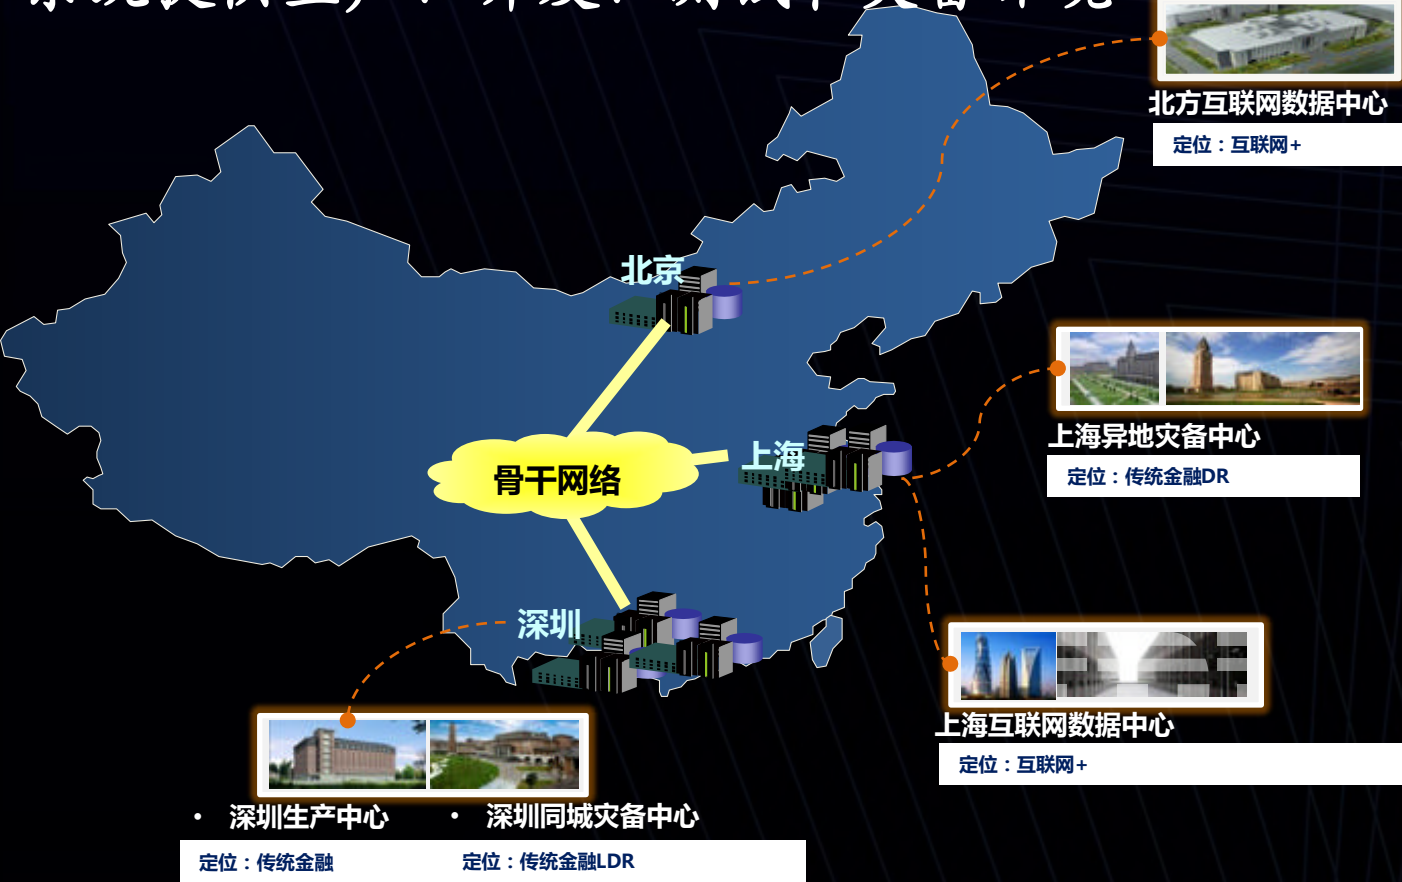 北方互联网数据中心
定位：互联网+
北京
上海异地灾备中心
定位：传统金融DR
上海
骨干网络
深圳
上海互联网数据中心
定位：互联网+
• 深圳生产中心
• 深圳同城灾备中心
定位：传统金融
定位：传统金融LDR